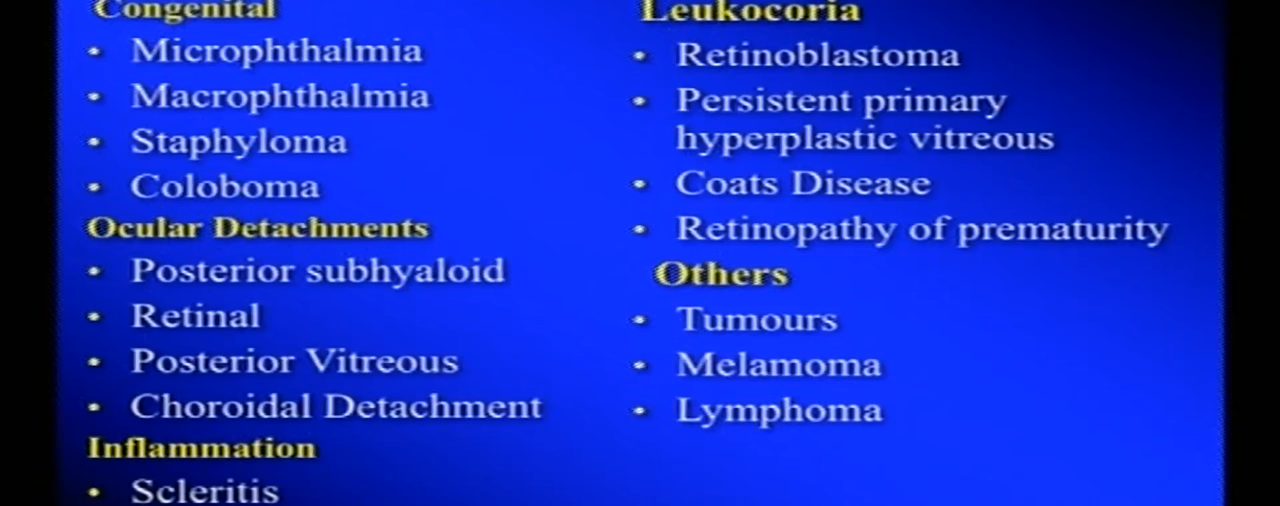 Congenital
• Microphthalmia
• Macrophthalmia
• Staphyloma
• Coloboma
Ocular Detachments
• Posterior subhyaloid
• Retinal
• Posterior Vitreous
• Choroidal Detachment
Inflammation
• Scleritis
Leukocoria
• Retinoblastoma
• Persistent primary
hyperplastic vitreous
• Coats Disease
• Retinopathy of prematurity
Others
• Tumours
• Melamoma
• Lymphoma